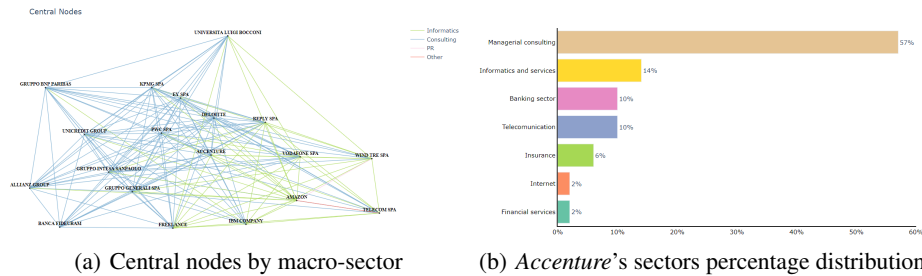 Central Nodes
UNIVERSITA LUIGI BOCCONI
Informatics
Consulting
PR
Other
GRUPPO BNP PARIBAS
KPMG SPA
EY SPA
DELOITTE
REPLY SPA
UNICREDIT GROUP
PWC SPA
ACCENTURE
VODAFONE SPA
WIND TRE SPA
GRUPPO INTESA SANPAOLO
ALLIANZ GROUP
GRUPPO GENERALI SPA
AMAZON
TELECOM SPA
BANCA FIDEURAM
FREELANCE
IBM COMPANY
(a) Central nodes by macro-sector
Managerial consulting
57%
Informatics and services
14%
Banking sector
10%
Telecomunication
10%
Insurance
6%
Internet
2%
Financial services
2%
0% 10% 20% 30% 40% 50% 60%
(b) Accenture's sectors percentage distribution